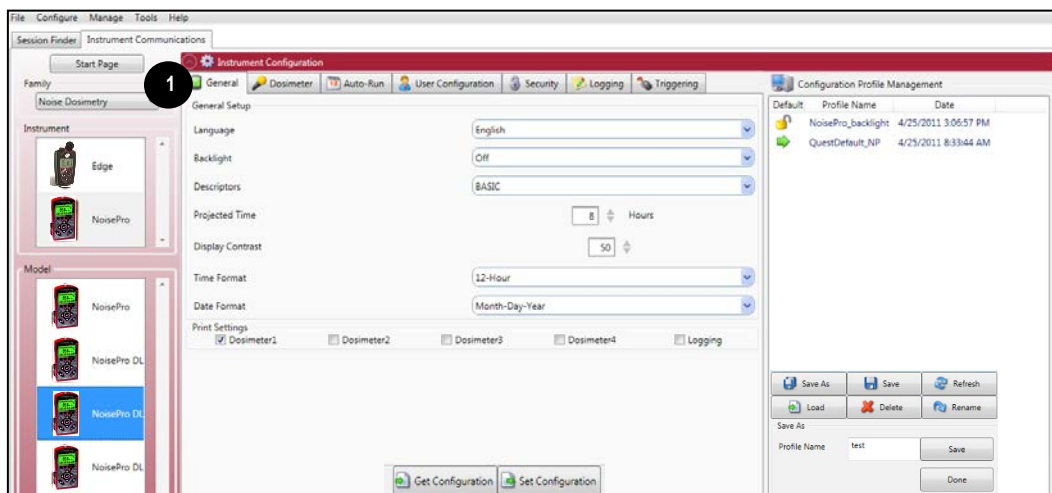 File Configure Manage Tools Help
Session Finder Instrument Communications
Start Page
Family
Noise Dosimetry
Instrument
Edge
NoisePro
Model
NoisePro
NoisePro DL
NoisePro DL
NoisePro DL
1
Instrument Configuration
General Dosimeter Auto-Run User Configuration Security Logging Triggering
General Setup
Language English
Backlight Off
Descriptors BASIC
Projected Time 8 Hours
Display Contrast 50
Time Format 12-Hour
Date Format Month-Day-Year
Print Settings
Dosimeter1 Dosimeter2 Dosimeter3 Dosimeter4 Logging
Get Configuration Set Configuration
Configuration Profile Management
Default Profile Name Date
NoisePro_backlight 4/25/2011 3:06:57 PM
QuestDefault_NP 4/25/2011 8:33:44 AM
Save As Save Refresh
Load Delete Rename
Save As
Profile Name test Save
Done